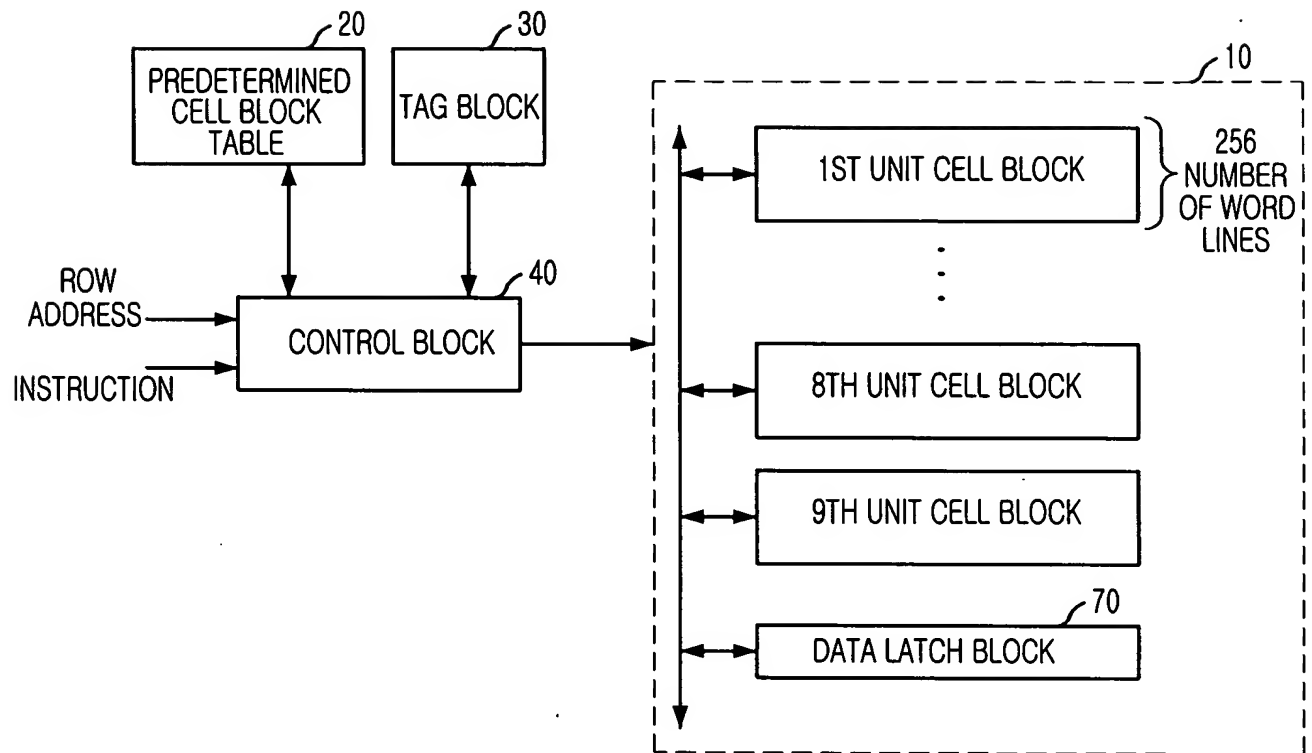 20
PREDETERMINED
CELL BLOCK
TABLE
30
TAG BLOCK
10
1ST UNIT CELL BLOCK
256
NUMBER
OF WORD
LINES
ROW
ADDRESS
INSTRUCTION
40
CONTROL BLOCK
8TH UNIT CELL BLOCK
9TH UNIT CELL BLOCK
70
DATA LATCH BLOCK